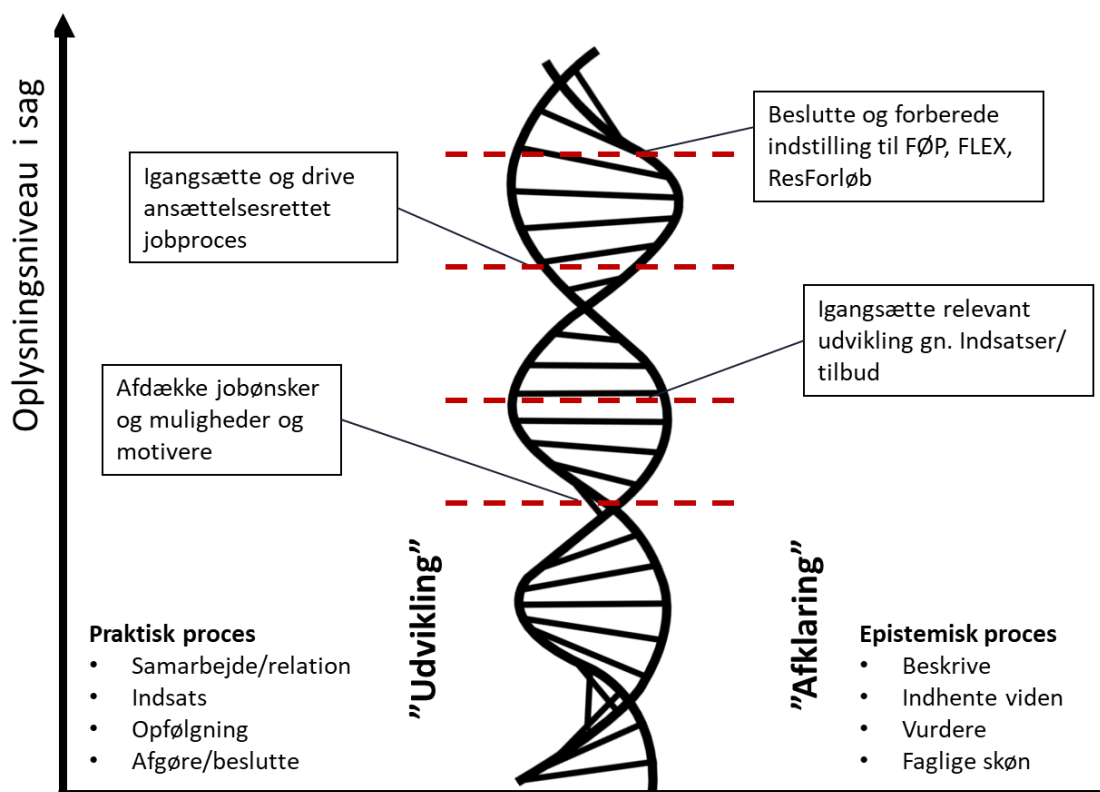 Oplysningsniveau i sag
Beslutte og forberede
indstilling til FØP, FLEX,
ResForløb
Igangsætte og drive
ansættelsesrettet
jobproces
Igangsætte relevant
udvikling gn. Indsatser/
tilbud
Afdække jobønsker
og muligheder og
motivere
”Udvikling”
”Afklaring”
Praktisk proces
• Samarbejde/relation
• Indsats
• Opfølgning
• Afgøre/beslutte
Epistemisk proces
• Beskrive
• Indhente viden
• Vurdere
• Faglige skøn